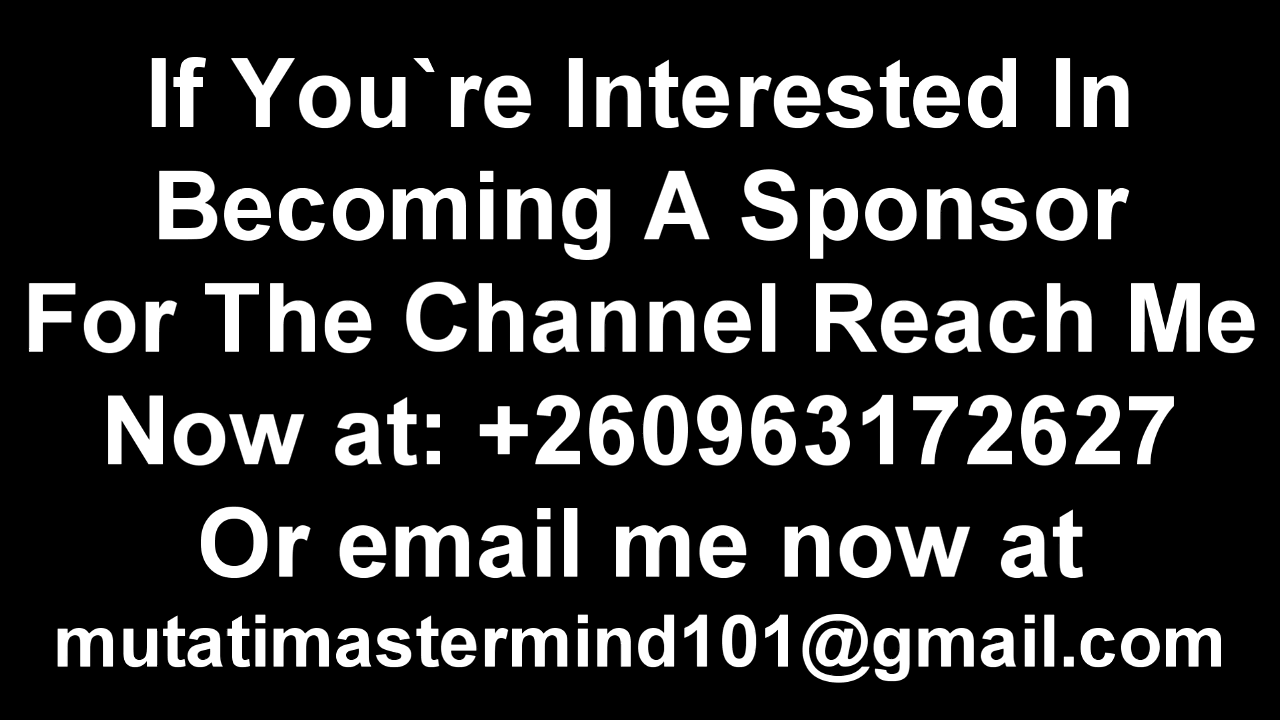 If You`re Interested In
Becoming A Sponsor
For The Channel Reach Me
Now at: +260963172627
Or email me now at
mutatimastermind101@gmail.com